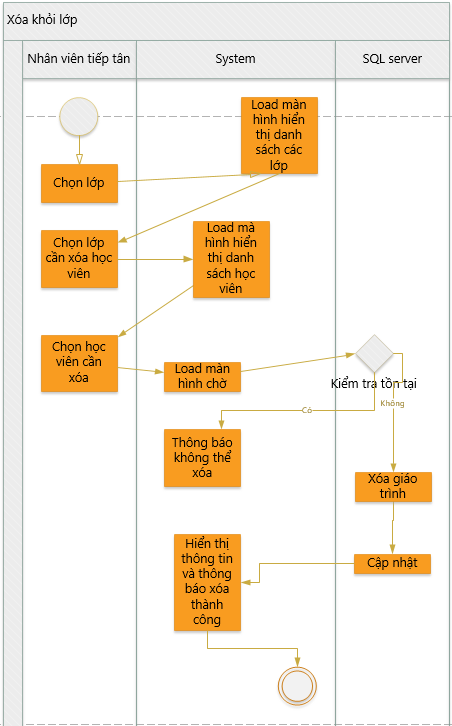 Xóa khỏi lớp
Nhân viên tiếp tân
System
SQL server
Load màn
hình hiển
thị danh
sách các
lớp
Chọn lớp
Chọn lớp
cần xóa học
viên
Load mà
hình hiển
thị danh
sách học
viên
Chọn học
viên cần
xóa
Load màn
hình chờ
Kiểm tra tồn tại
Không
Có
Thông báo
không thể
xóa
Xóa giáo
trình
Hiển thị
thông tin
và thông
báo xóa
thành
công
Cập nhật